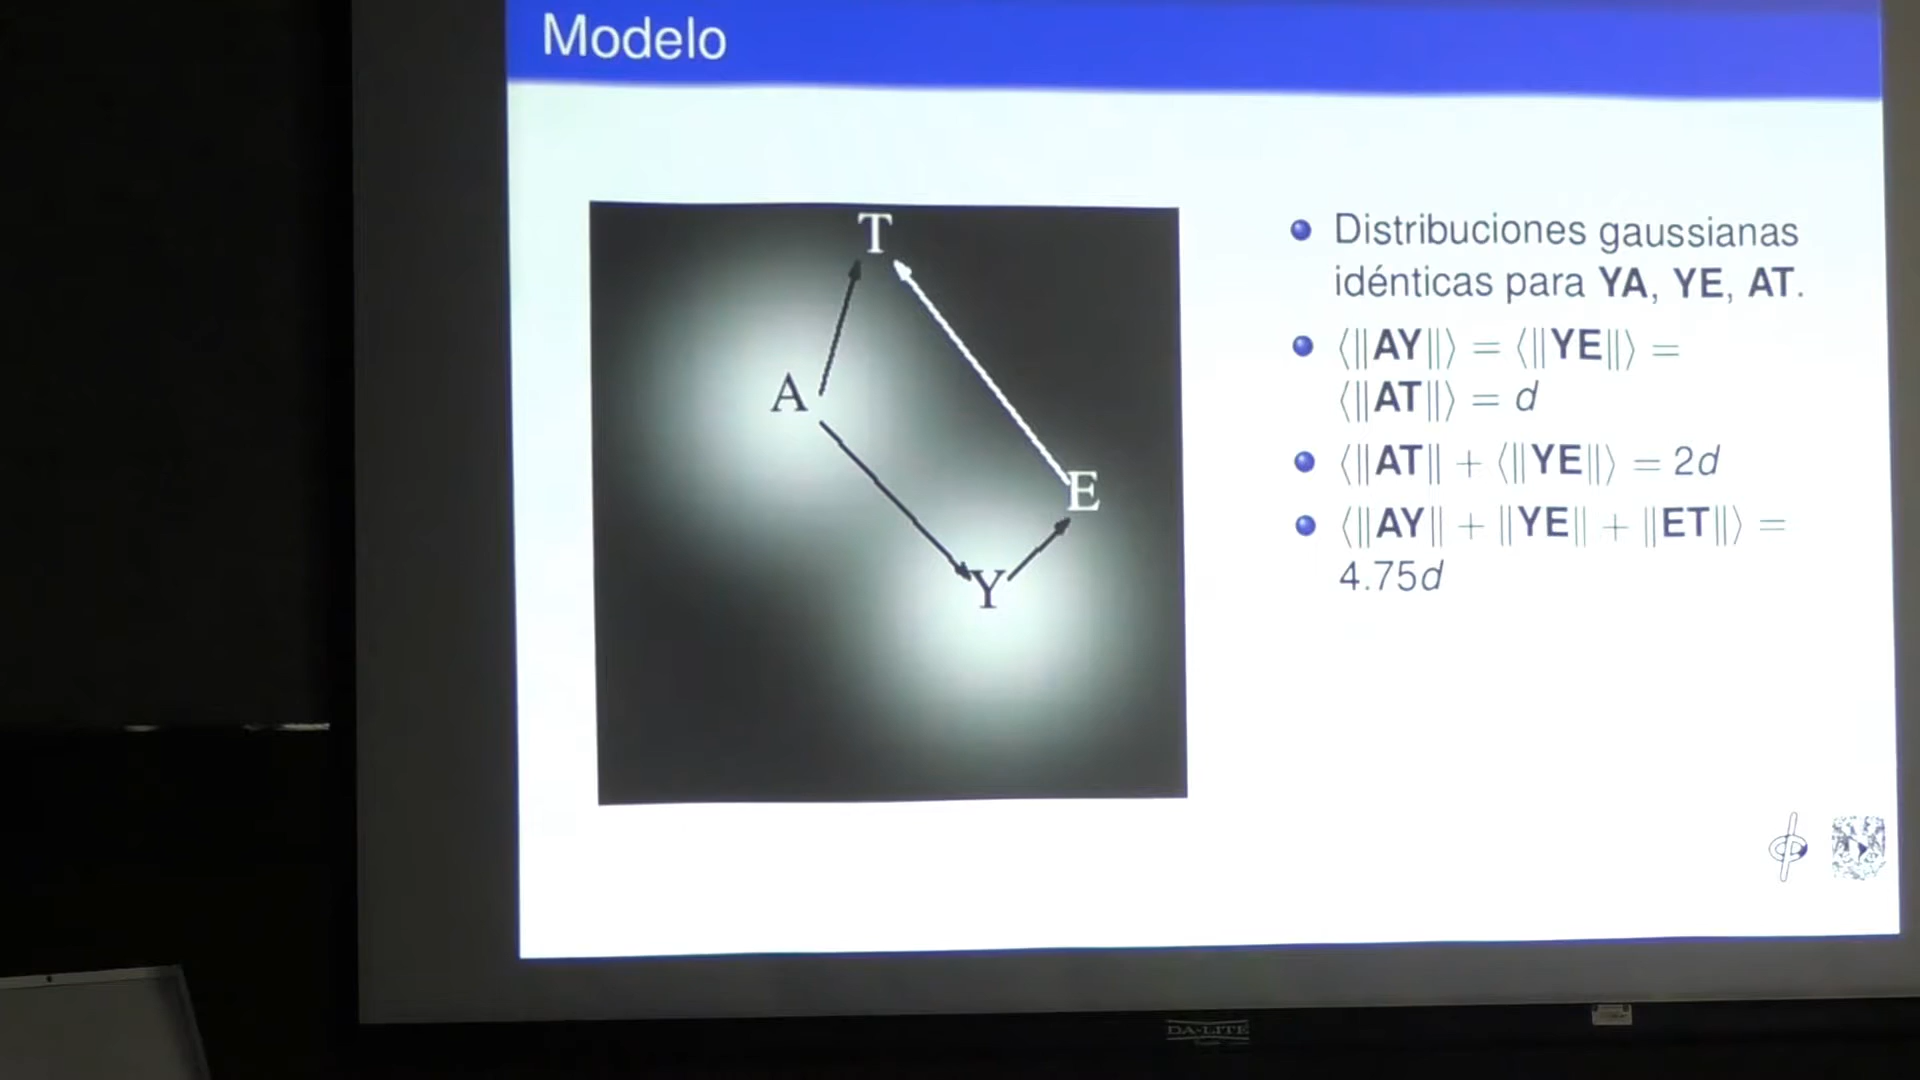 Modelo
T
A
E
Y
Distribuciones gaussianas
idénticas para YA, YE, AT.
⟨‖AY‖⟩ = ⟨‖YE‖⟩ =
⟨‖AT‖⟩ = d
⟨‖AT‖ + ⟨‖YE‖⟩ = 2d
⟨‖AY‖ + ‖YE‖ + ‖ET‖⟩ =
4.75d
DA-LITE